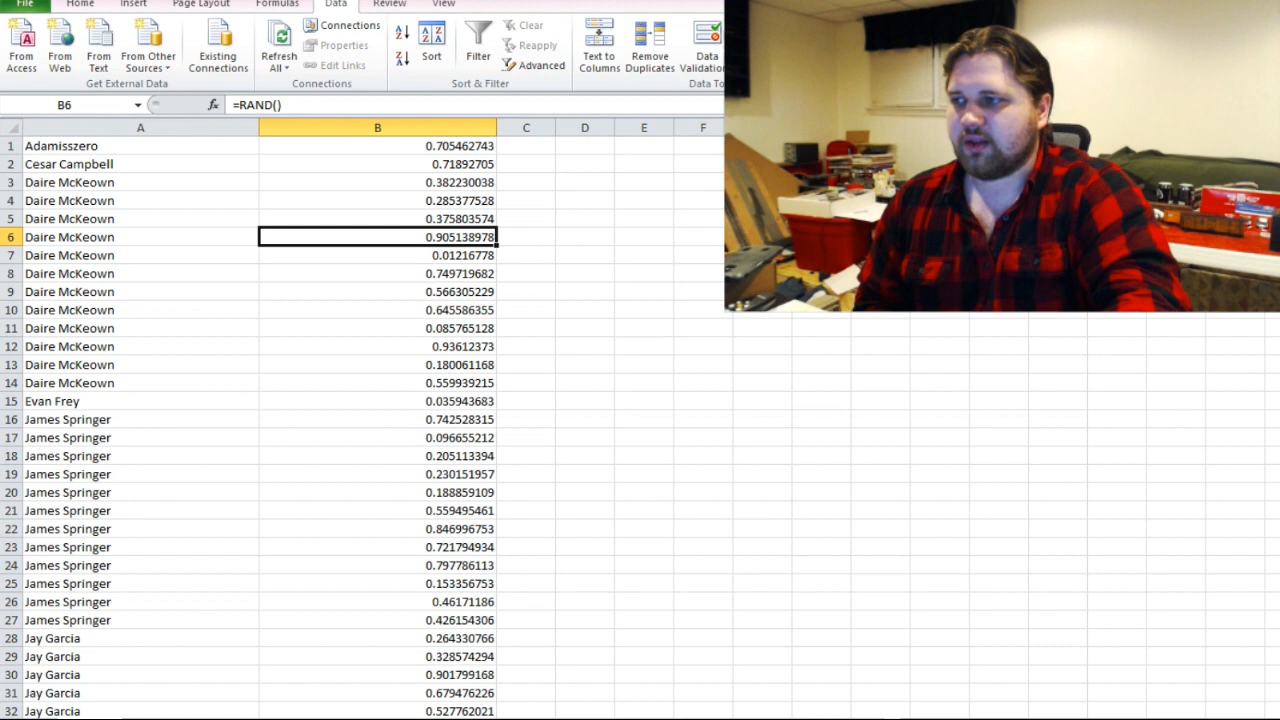 File Home Insert Page Layout Formulas Data Review View
From Access
From Web
From Text
From Other Sources
Existing Connections
Get External Data
Refresh All
Connections
Properties
Edit Links
Connections
Sort
Filter
Clear
Reapply
Advanced
Sort & Filter
Text to Columns
Remove Duplicates
Data Validation
Data To
B6 fx =RAND()
A B C D E F
1 Adamisszero 0.705462743
2 Cesar Campbell 0.71892705
3 Daire McKeown 0.382230038
4 Daire McKeown 0.285377528
5 Daire McKeown 0.375803574
6 Daire McKeown 0.905138978
7 Daire McKeown 0.01216778
8 Daire McKeown 0.749719682
9 Daire McKeown 0.566305229
10 Daire McKeown 0.645586355
11 Daire McKeown 0.085765128
12 Daire McKeown 0.93612373
13 Daire McKeown 0.180061168
14 Daire McKeown 0.559939215
15 Evan Frey 0.035943683
16 James Springer 0.742528315
17 James Springer 0.096655212
18 James Springer 0.205113394
19 James Springer 0.230151957
20 James Springer 0.188859109
21 James Springer 0.559495461
22 James Springer 0.846996753
23 James Springer 0.721794934
24 James Springer 0.797786113
25 James Springer 0.153356753
26 James Springer 0.46171186
27 James Springer 0.426154306
28 Jay Garcia 0.264330766
29 Jay Garcia 0.328574294
30 Jay Garcia 0.901799168
31 Jay Garcia 0.679476226
32 Jay Garcia 0.527762021